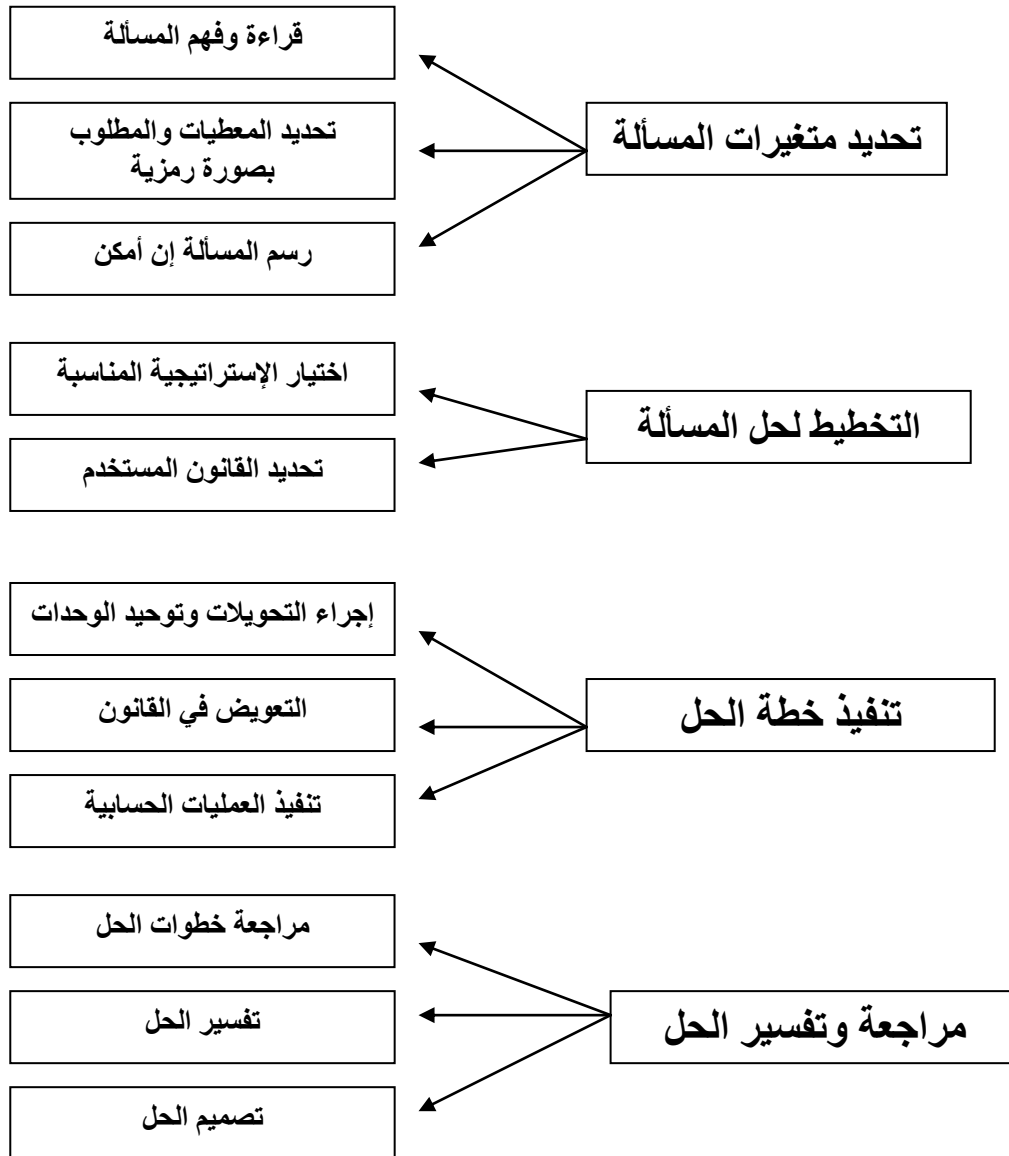 تحديد متغيرات المسألة
قراءة وفهم المسألة
تحديد المعطيات والمطلوب
بصورة رمزية
رسم المسألة إن أمكن
التخطيط لحل المسألة
اختيار الإستراتيجية المناسبة
تحديد القانون المستخدم
تنفيذ خطة الحل
إجراء التحويلات وتوحيد الوحدات
التعويض في القانون
تنفيذ العمليات الحسابية
مراجعة وتفسير الحل
مراجعة خطوات الحل
تفسير الحل
تصميم الحل